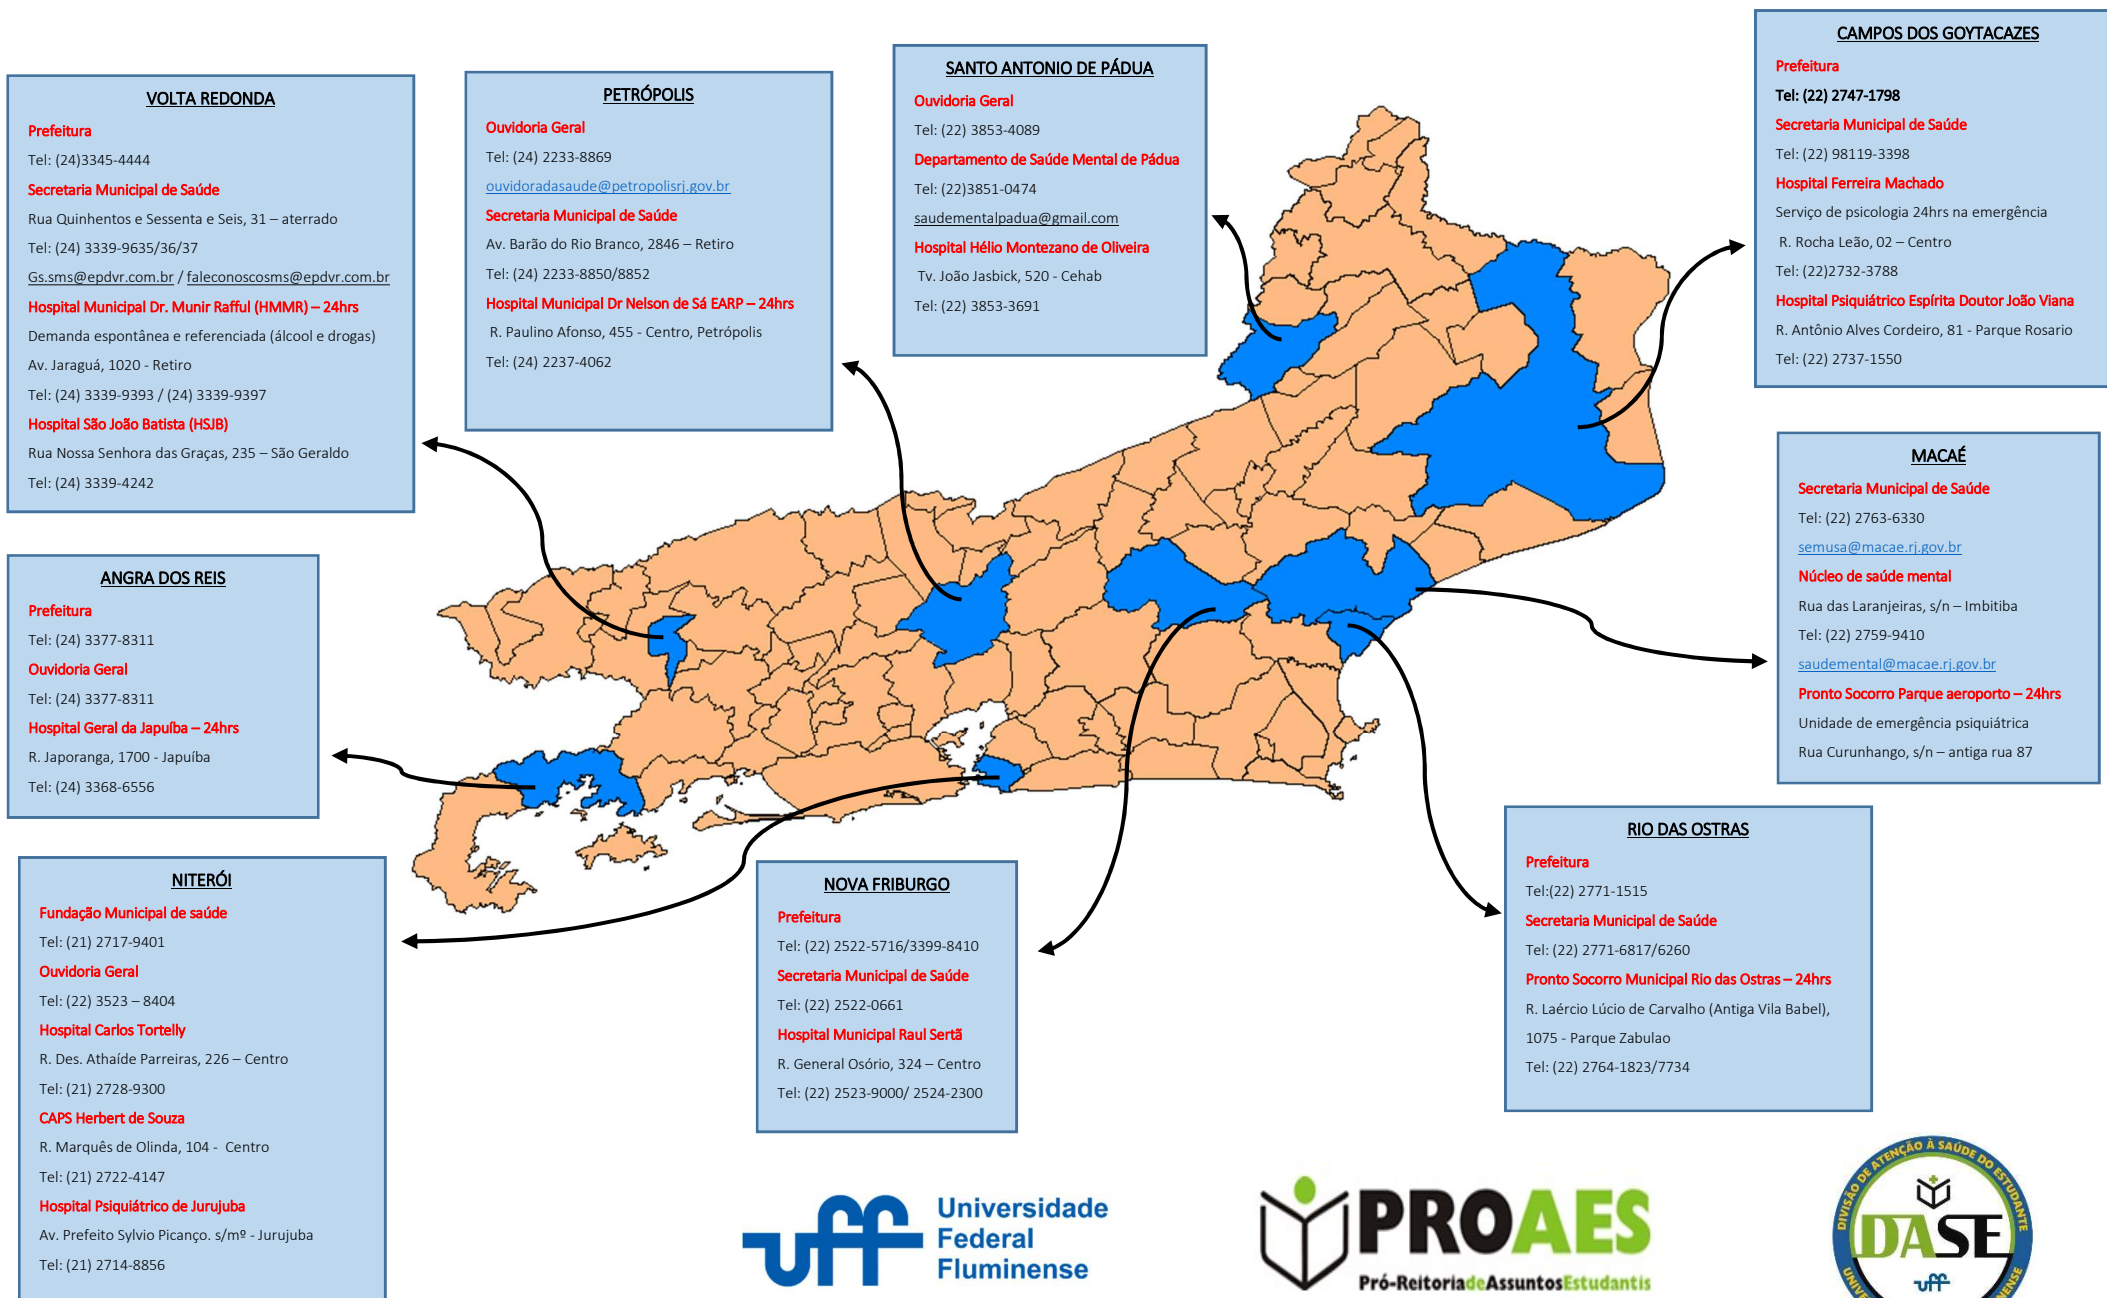 VOLTA REDONDA
Prefeitura
Tel: (24)3345-4444
Secretaria Municipal de Saúde
Rua Quinhentos e Sessenta e Seis, 31 – aterrado
Tel: (24) 3339-9635/36/37
Gs.sms@epdvr.com.br / faleconoscosms@epdvr.com.br
Hospital Municipal Dr. Munir Rafful (HMMR) – 24hrs
Demanda espontânea e referenciada (álcool e drogas)
Av. Jaraguá, 1020 - Retiro
Tel: (24) 3339-9393 / (24) 3339-9397
Hospital São João Batista (HSJB)
Rua Nossa Senhora das Graças, 235 – São Geraldo
Tel: (24) 3339-4242
PETRÓPOLIS
Ouvidoria Geral
Tel: (24) 2233-8869
ouvidoradasaude@petropolisrj.gov.br
Secretaria Municipal de Saúde
Av. Barão do Rio Branco, 2846 – Retiro
Tel: (24) 2233-8850/8852
Hospital Municipal Dr Nelson de Sá EARP – 24hrs
R. Paulino Afonso, 455 - Centro, Petrópolis
Tel: (24) 2237-4062
SANTO ANTONIO DE PÁDUA
Ouvidoria Geral
Tel: (22) 3853-4089
Departamento de Saúde Mental de Pádua
Tel: (22)3851-0474
saudementalpadua@gmail.com
Hospital Hélio Montezano de Oliveira
Tv. João Jasbick, 520 - Cehab
Tel: (22) 3853-3691
CAMPOS DOS GOYTACAZES
Prefeitura
Tel: (22) 2747-1798
Secretaria Municipal de Saúde
Tel: (22) 98119-3398
Hospital Ferreira Machado
Serviço de psicologia 24hrs na emergência
R. Rocha Leão, 02 – Centro
Tel: (22)2732-3788
Hospital Psiquiátrico Espírita Doutor João Viana
R. Antônio Alves Cordeiro, 81 - Parque Rosario
Tel: (22) 2737-1550
MACAÉ
Secretaria Municipal de Saúde
Tel: (22) 2763-6330
semusa@macae.rj.gov.br
Núcleo de saúde mental
Rua das Laranjeiras, s/n – Imbitiba
Tel: (22) 2759-9410
saudemental@macae.rj.gov.br
Pronto Socorro Parque aeroporto – 24hrs
Unidade de emergência psiquiátrica
Rua Curunhango, s/n – antiga rua 87
ANGRA DOS REIS
Prefeitura
Tel: (24) 3377-8311
Ouvidoria Geral
Tel: (24) 3377-8311
Hospital Geral da Japuíba – 24hrs
R. Japoranga, 1700 - Japuíba
Tel: (24) 3368-6556
NITERÓI
Fundação Municipal de saúde
Tel: (21) 2717-9401
Ouvidoria Geral
Tel: (22) 3523 – 8404
Hospital Carlos Tortelly
R. Des. Athaíde Parreiras, 226 – Centro
Tel: (21) 2728-9300
CAPS Herbert de Souza
R. Marquês de Olinda, 104 - Centro
Tel: (21) 2722-4147
Hospital Psiquiátrico de Jurujuba
Av. Prefeito Sylvio Picanço. s/mº - Jurujuba
Tel: (21) 2714-8856
NOVA FRIBURGO
Prefeitura
Tel: (22) 2522-5716/3399-8410
Secretaria Municipal de Saúde
Tel: (22) 2522-0661
Hospital Municipal Raul Sertã
R. General Osório, 324 – Centro
Tel: (22) 2523-9000/ 2524-2300
RIO DAS OSTRAS
Prefeitura
Tel:(22) 2771-1515
Secretaria Municipal de Saúde
Tel: (22) 2771-6817/6260
Pronto Socorro Municipal Rio das Ostras – 24hrs
R. Laércio Lúcio de Carvalho (Antiga Vila Babel),
1075 - Parque Zabulao
Tel: (22) 2764-1823/7734
uff
Universidade
Federal
Fluminense
PROAES
Pró-ReitoriadeAssuntosEstudantis
DIVISÃO DE ATENÇÃO À SAÚDE DO ESTUDANTE
DASE
uff